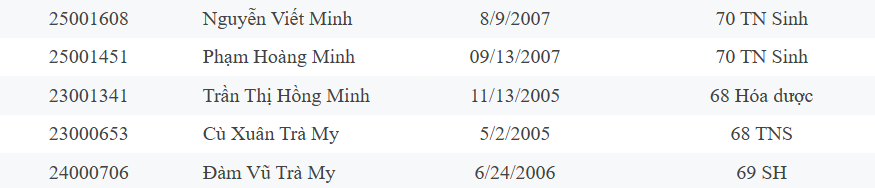 25001608 Nguyễn Viết Minh 8/9/2007 70 TN Sinh
25001451 Phạm Hoàng Minh 09/13/2007 70 TN Sinh
23001341 Trần Thị Hồng Minh 11/13/2005 68 Hóa dược
23000653 Cù Xuân Trà My 5/2/2005 68 TNS
24000706 Đàm Vũ Trà My 6/24/2006 69 SH